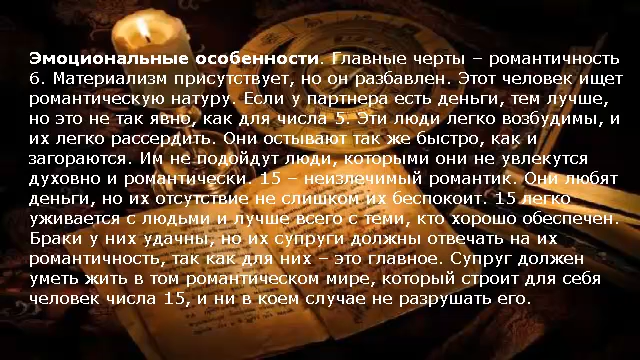 Эмоциональные особенности. Главные черты – романтичность
6. Материализм присутствует, но он разбавлен. Этот человек ищет
романтическую натуру. Если у партнера есть деньги, тем лучше,
но это не так явно, как для числа 5. Эти люди легко возбудимы, и
их легко рассердить. Они остывают так же быстро, как и
загораются. Им не подойдут люди, которыми они не увлекутся
духовно и романтически. 15 – неизлечимый романтик. Они любят
деньги, но их отсутствие не слишком их беспокоит. 15 легко
уживается с людьми и лучше всего с теми, кто хорошо обеспечен.
Браки у них удачны, но их супруги должны отвечать на их
романтичность, так как для них – это главное. Супруг должен
уметь жить в том романтическом мире, который строит для себя
человек числа 15, и ни в коем случае не разрушать его.